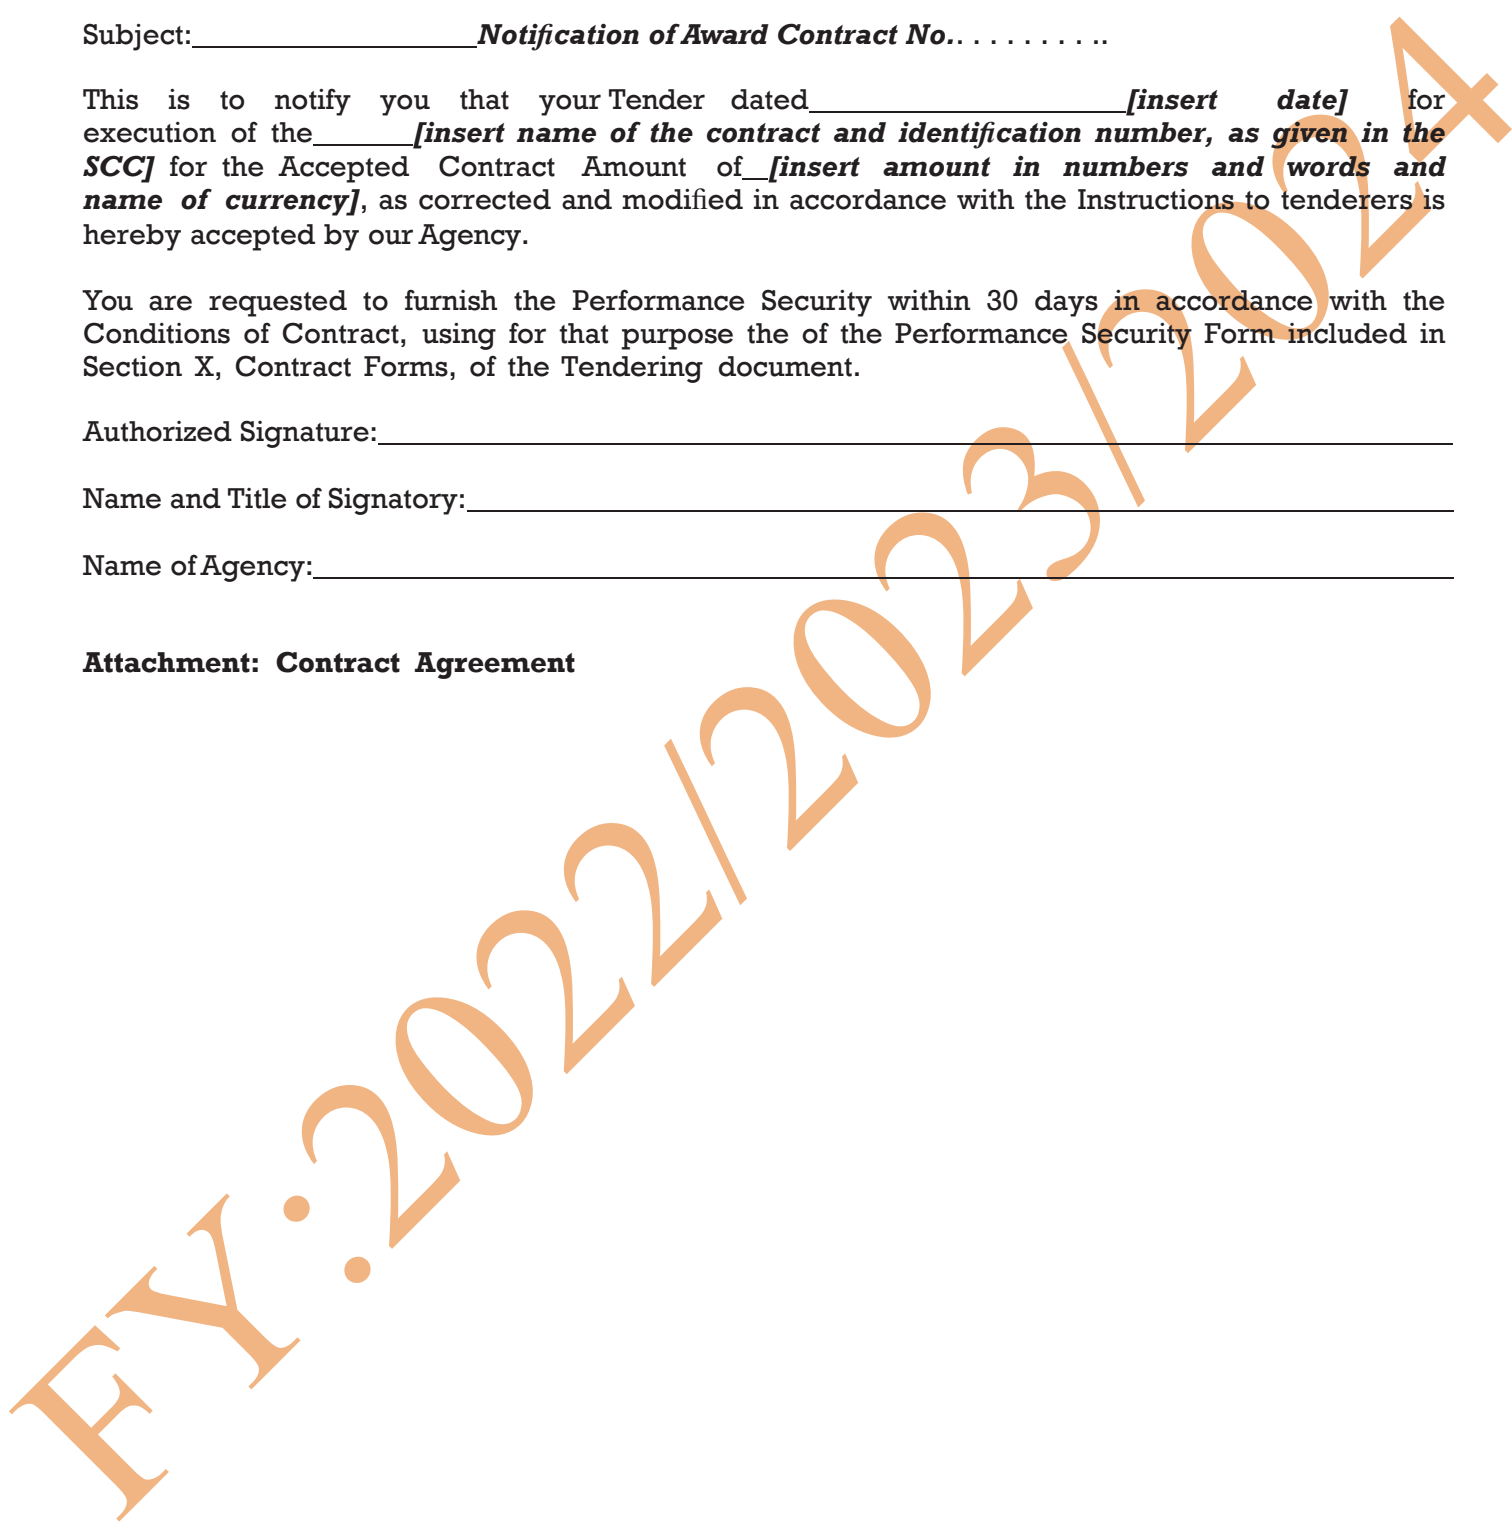 Subject:_________________Notification of Award Contract No.. . . . . . . . ..
This is to notify you that your Tender dated___________________[insert date] for
execution of the______[insert name of the contract and identification number, as given in the
SCC] for the Accepted Contract Amount of_[insert amount in numbers and words and
name of currency], as corrected and modified in accordance with the Instructions to tenderers is
hereby accepted by our Agency.
You are requested to furnish the Performance Security within 30 days in accordance with the
Conditions of Contract, using for that purpose the of the Performance Security Form included in
Section X, Contract Forms, of the Tendering document.
Authorized Signature:_______________________________________________
Name and Title of Signatory:___________________________________________
Name of Agency:__________________________________________________
Attachment: Contract Agreement
FY:2022/2023/2024